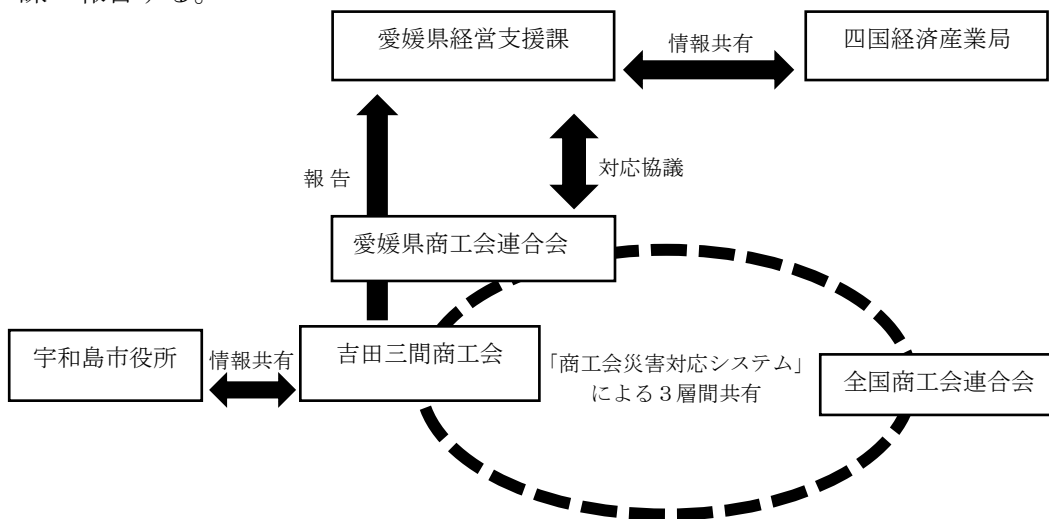 報告する。
愛媛県経営支援課
情報共有
四国経済産業局
報 告
対応協議
愛媛県商工会連合会
宇和島市役所
情報共有
吉田三間商工会
「商工会災害対応システム」
による３層間共有
全国商工会連合会